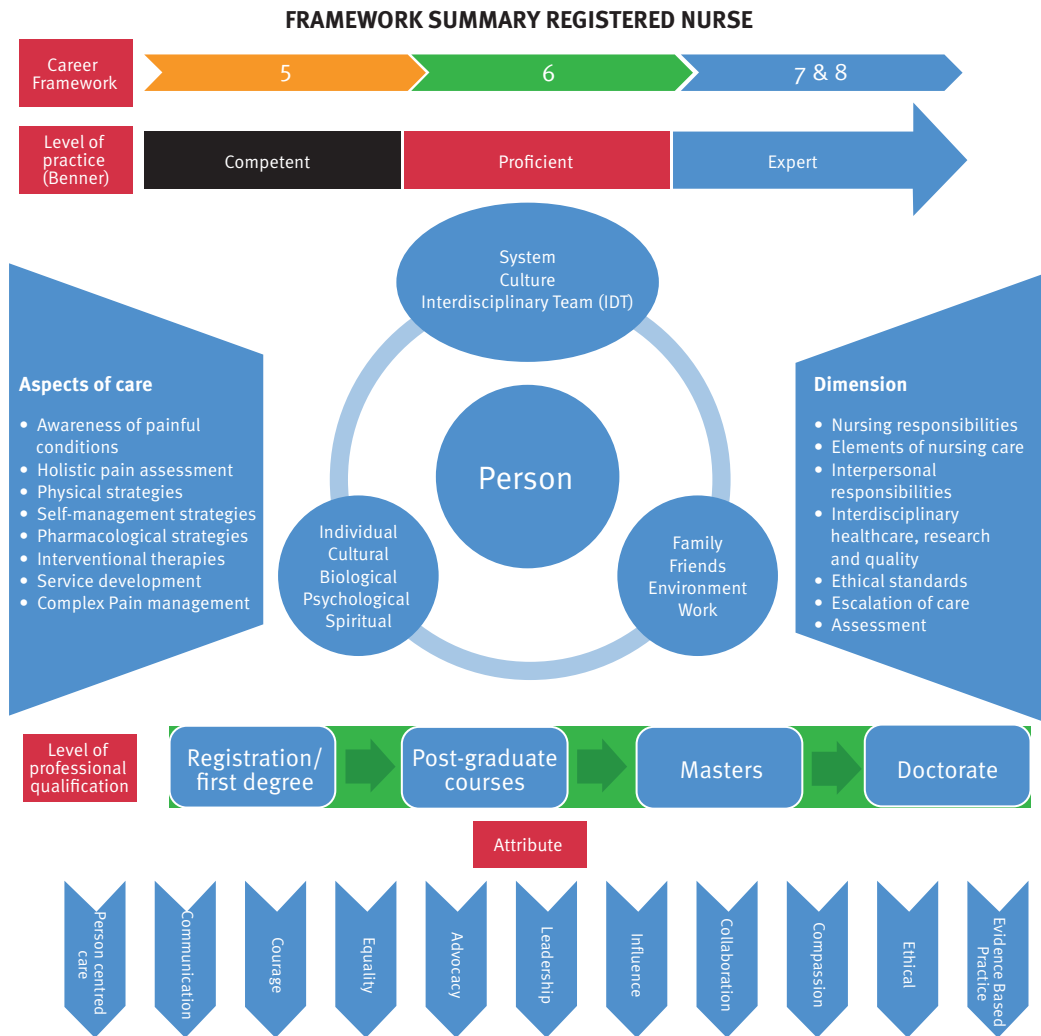 FRAMEWORK SUMMARY REGISTERED NURSE
Career
Framework
5
6
7 & 8
Level of
practice
(Benner)
Competent
Proficient
Expert
System
Culture
Interdisciplinary Team (IDT)
Person
Individual
Cultural
Biological
Psychological
Spiritual
Family
Friends
Environment
Work
Aspects of care
• Awareness of painful
conditions
• Holistic pain assessment
• Physical strategies
• Self-management strategies
• Pharmacological strategies
• Interventional therapies
• Service development
• Complex Pain management
Dimension
• Nursing responsibilities
• Elements of nursing care
• Interpersonal
responsibilities
• Interdisciplinary
healthcare, research
and quality
• Ethical standards
• Escalation of care
• Assessment
Level of
professional
qualification
Registration/
first degree
Post-graduate
courses
Masters
Doctorate
Attribute
Person centred
care
Communication
Courage
Equality
Advocacy
Leadership
Influence
Collaboration
Compassion
Ethical
Evidence Based
Practice